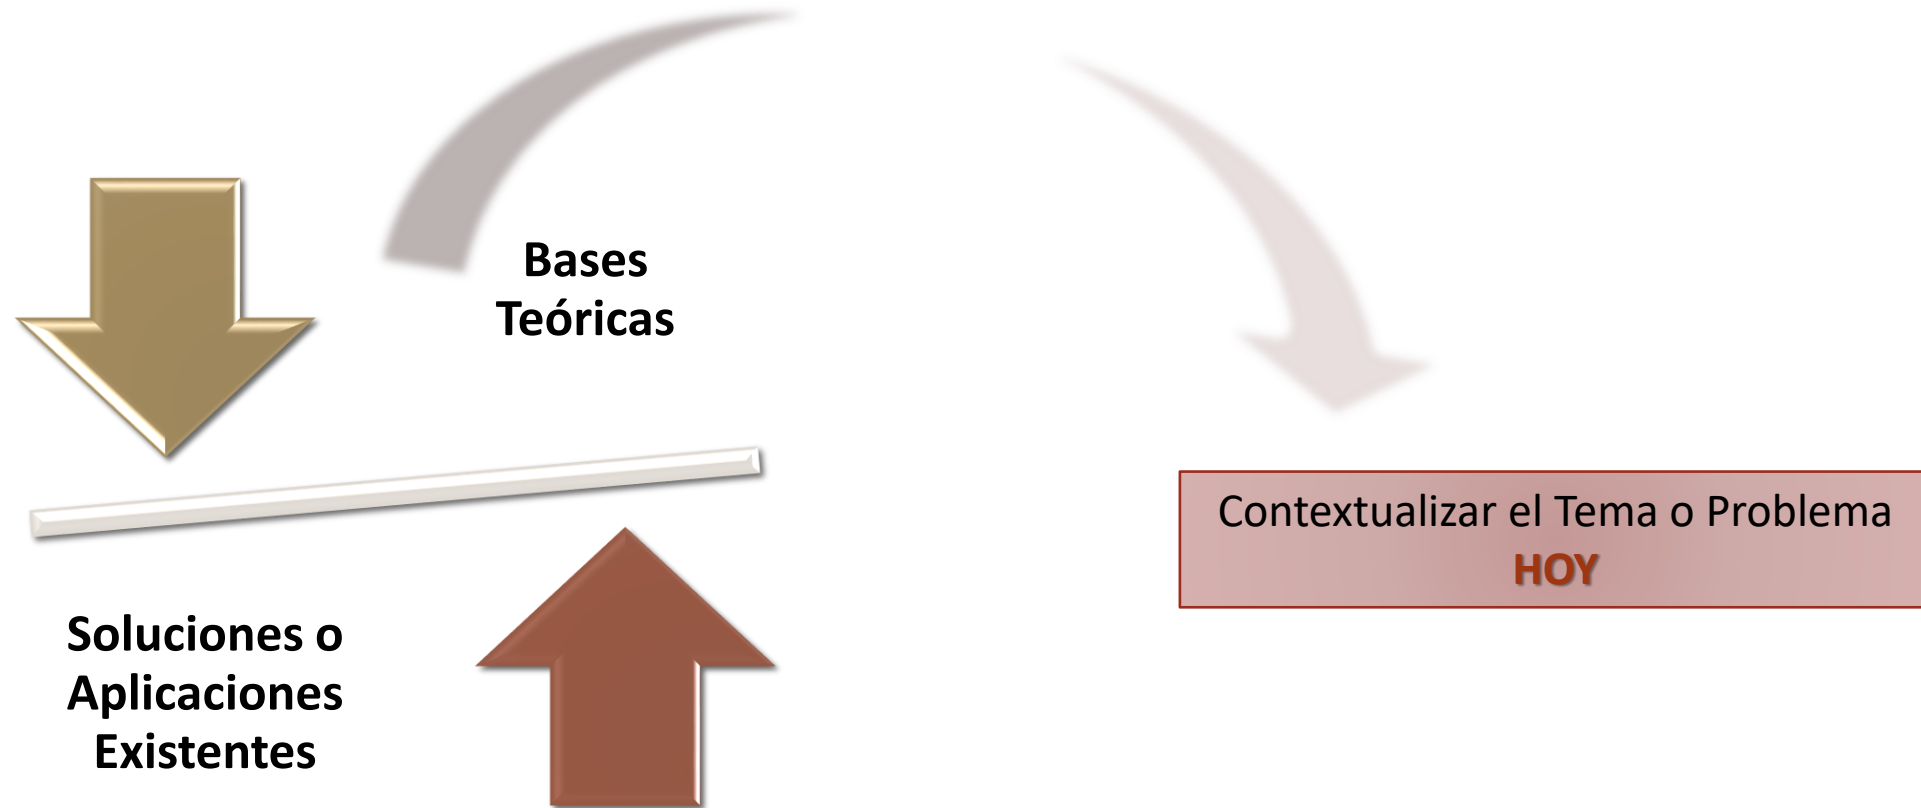 Bases
Teóricas
Contextualizar el Tema o Problema
HOY
Soluciones o
Aplicaciones
Existentes